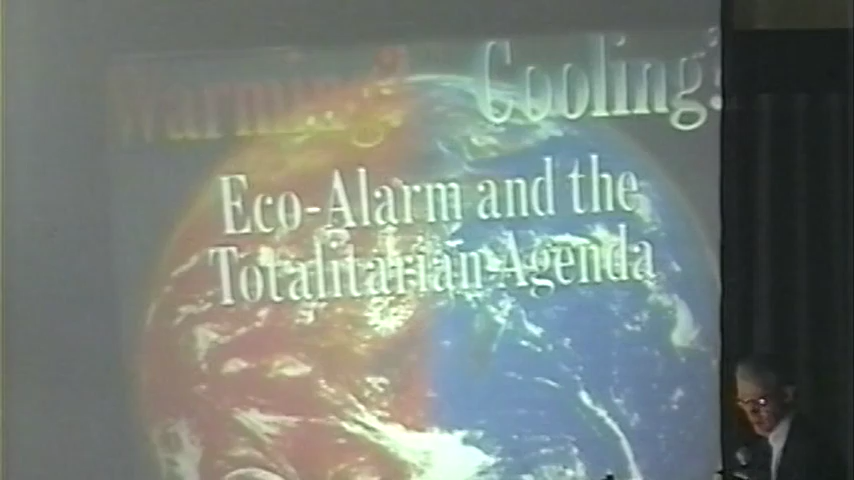 Warming? Cooling?
Eco-Alarm and the
Totalitarian Agenda